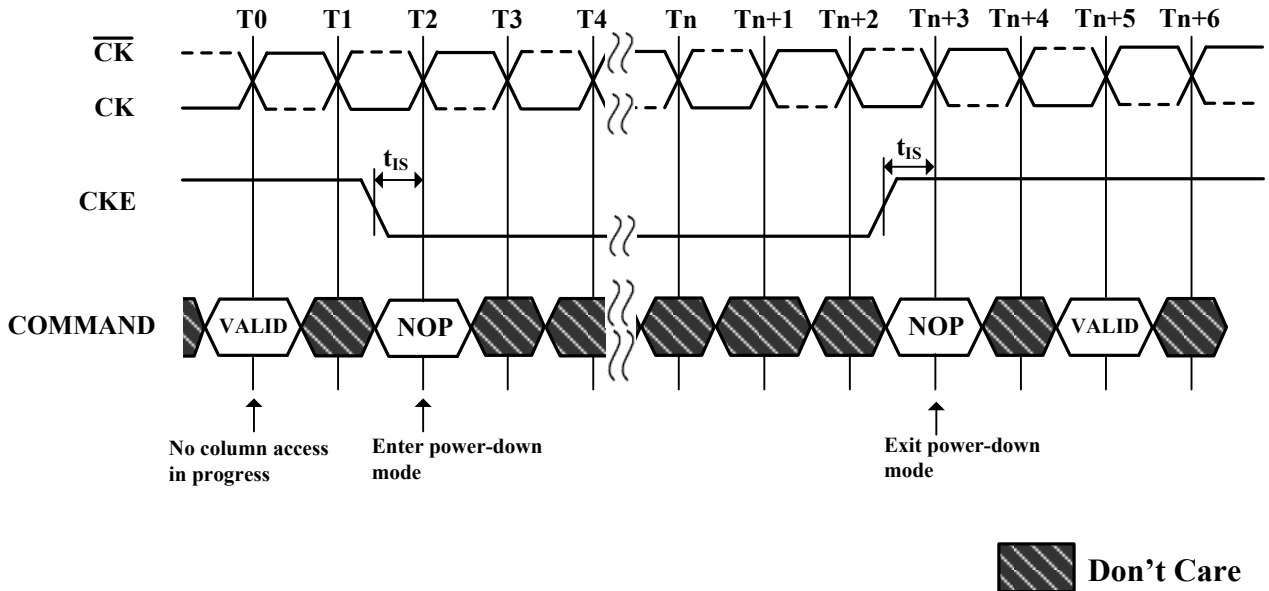 T0 T1 T2 T3 T4 Tn Tn+1 Tn+2 Tn+3 Tn+4 Tn+5 Tn+6
CK
CK
tIS
tIS
CKE
COMMAND
VALID
NOP
NOP
VALID
No column access
in progress
Enter power-down
mode
Exit power-down
mode
Don't Care